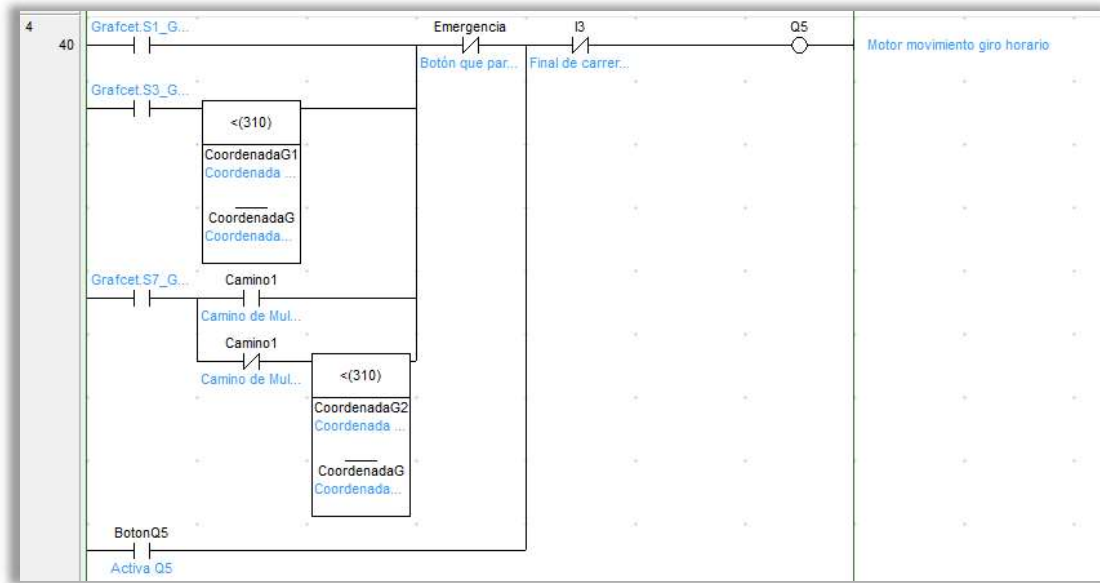 4
40
Grafcet.S1_G...
Emergencia
I3
Q5
Motor movimiento giro horario
Botón que par...
Final de carrer...
Grafcet.S3_G...
<(310)
CoordenadaG1
Coordenada ...
CoordenadaG
Coordenada...
Grafcet.S7_G...
Camino1
Camino de Mul...
Camino1
Camino de Mul...
<(310)
CoordenadaG2
Coordenada ...
CoordenadaG
Coordenada...
BotonQ5
Activa Q5